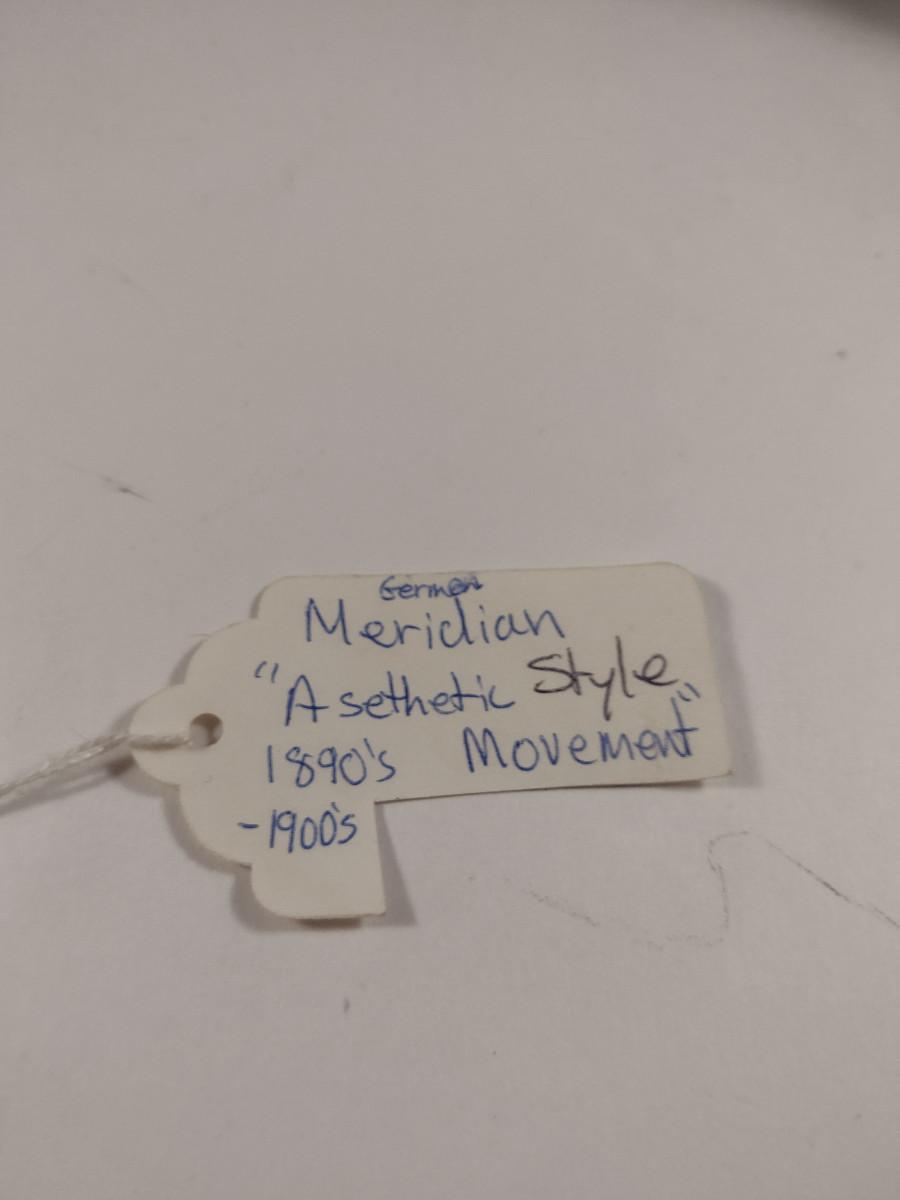 German
Meridian
"Asethetic Style
1890's Movement"
-1900's